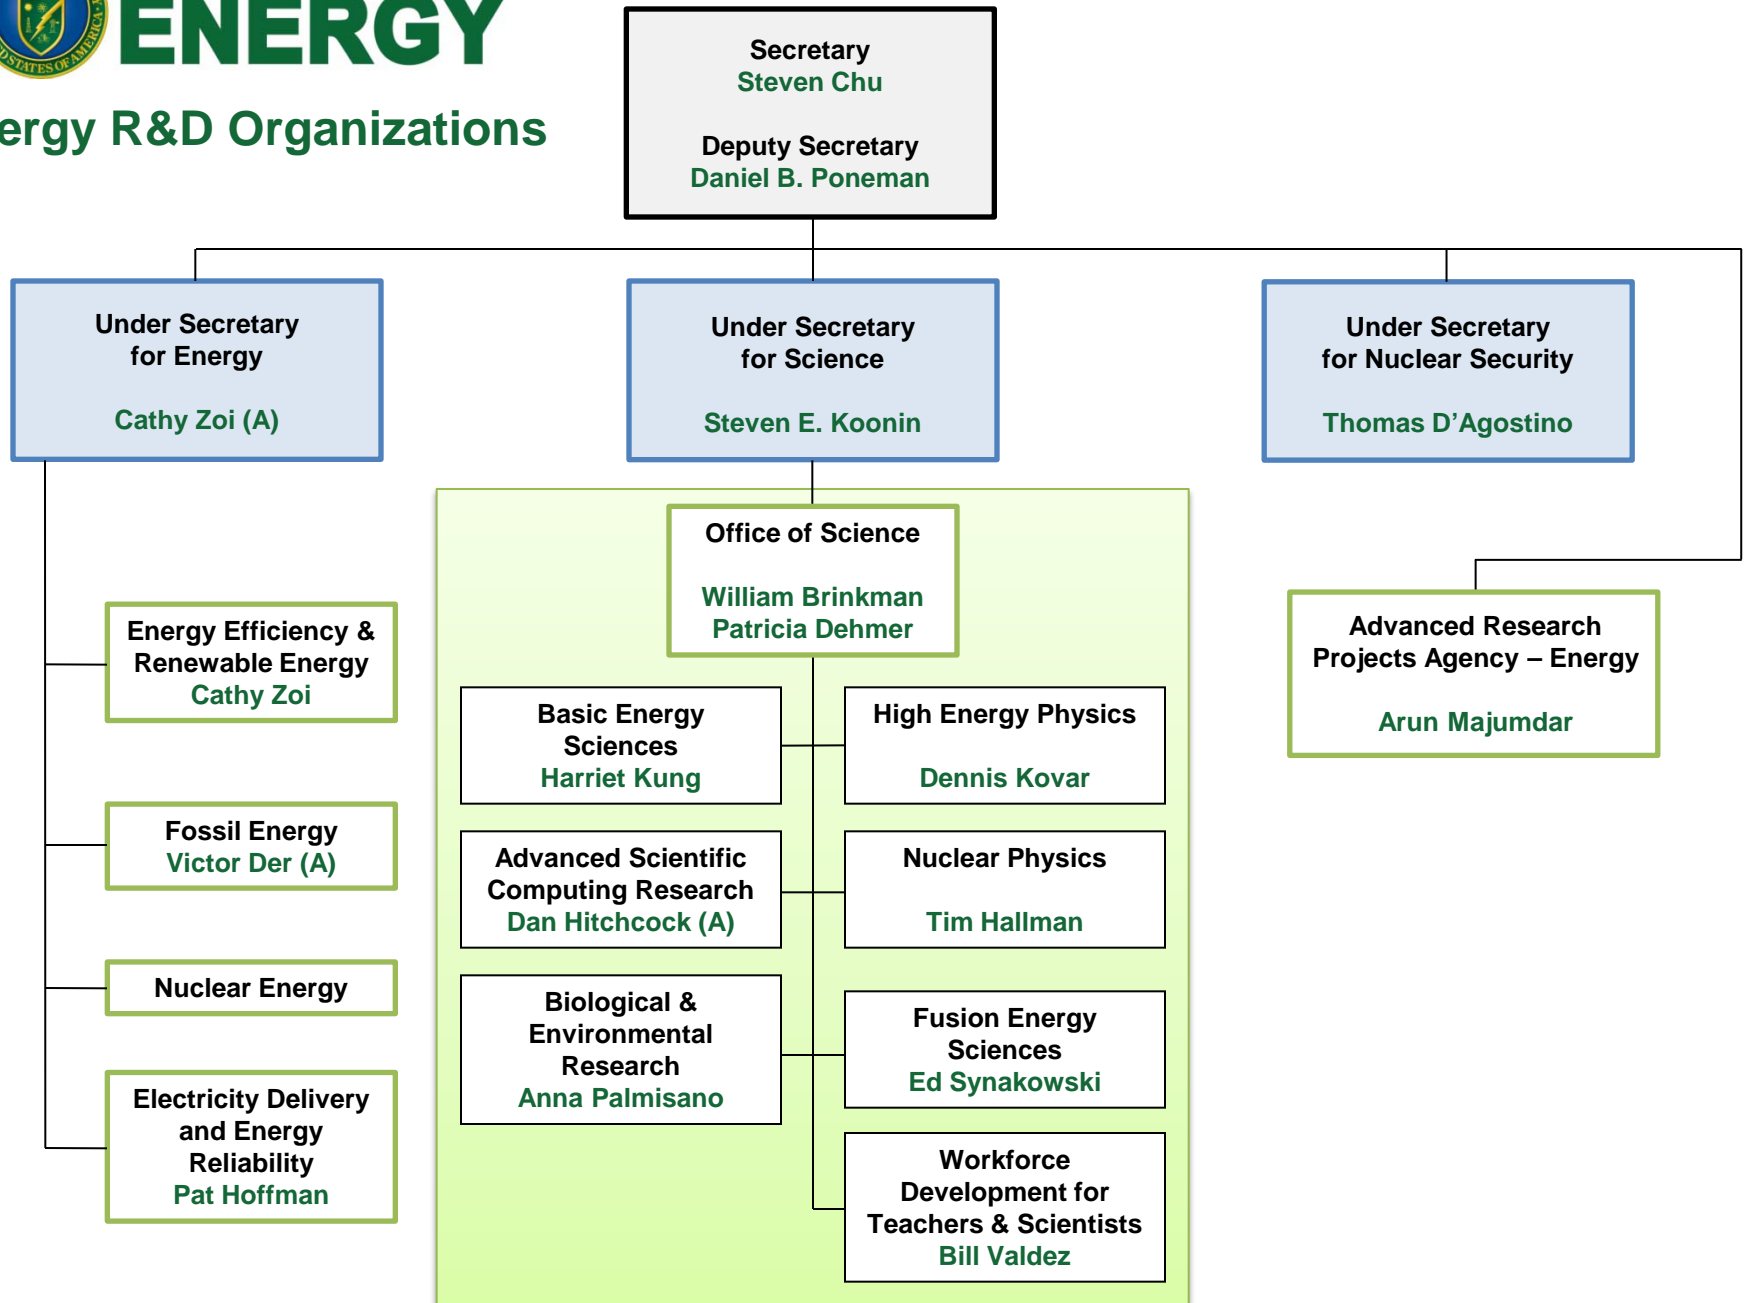 ENERGY
ergy R&D Organizations
Secretary
Steven Chu
Deputy Secretary
Daniel B. Poneman
Under Secretary
for Energy
Cathy Zoi (A)
Under Secretary
for Science
Steven E. Koonin
Under Secretary
for Nuclear Security
Thomas D’Agostino
Office of Science
William Brinkman
Patricia Dehmer
Energy Efficiency &
Renewable Energy
Cathy Zoi
Fossil Energy
Victor Der (A)
Nuclear Energy
Electricity Delivery
and Energy
Reliability
Pat Hoffman
Basic Energy
Sciences
Harriet Kung
High Energy Physics
Dennis Kovar
Advanced Scientific
Computing Research
Dan Hitchcock (A)
Nuclear Physics
Tim Hallman
Biological &
Environmental
Research
Anna Palmisano
Fusion Energy
Sciences
Ed Synakowski
Workforce
Development for
Teachers & Scientists
Bill Valdez
Advanced Research
Projects Agency – Energy
Arun Majumdar